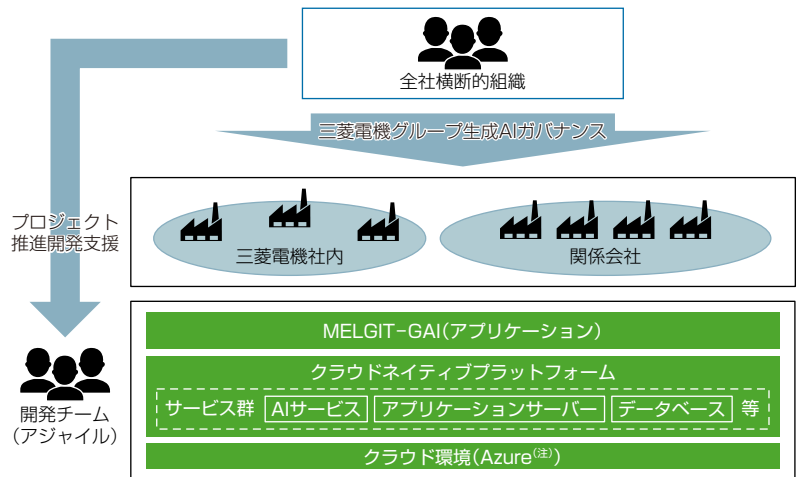 全社横断的組織
三菱電機グループ生成AIガバナンス
プロジェクト
推進開発支援
三菱電機社内
関係会社
MELGIT-GAI(アプリケーション)
クラウドネイティブプラットフォーム
サービス群 AIサービス アプリケーションサーバー データベース 等
クラウド環境(Azure(注))
開発チーム
(アジャイル)